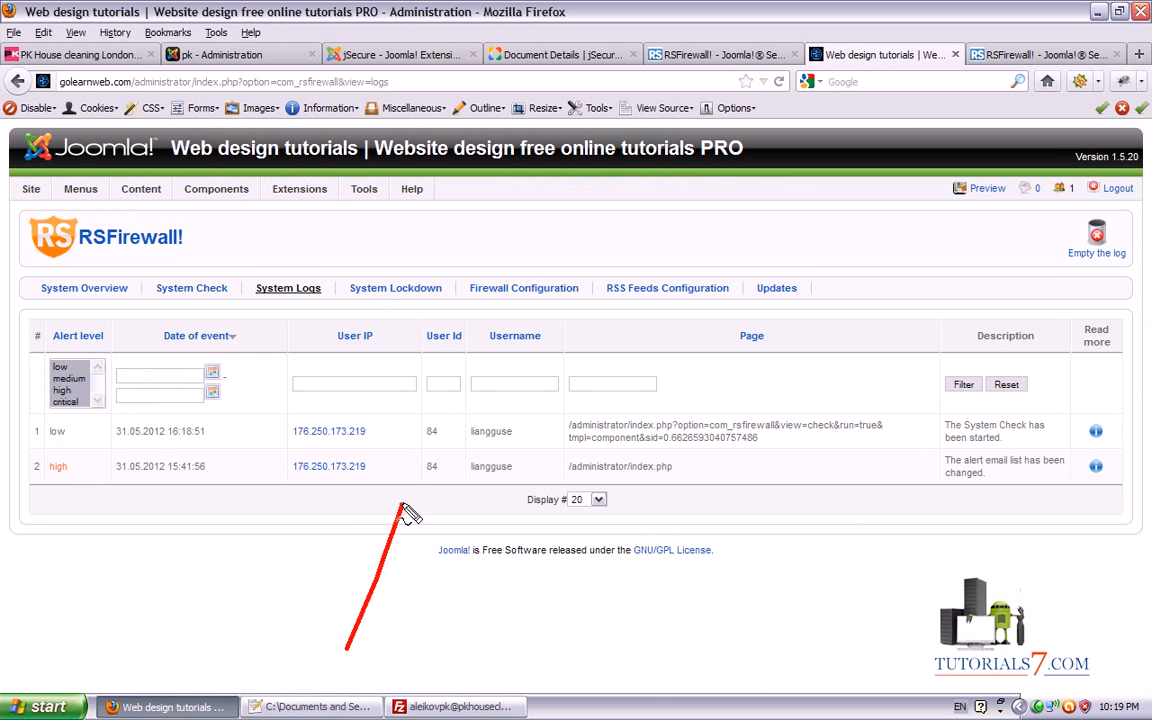 Web design tutorials | Website design free online tutorials PRO - Administration - Mozilla Firefox
File Edit View History Bookmarks Tools Help
PK House cleaning London... pk - Administration jSecure - Joomla! Extensi... Document Details | jSecur... RSFirewall! - Joomla!® Se... Web design tutorials | We... RSFirewall! - Joomla!® Se...
golearnweb.com/administrator/index.php?option=com_rsfirewall&view=logs Google
Disable Cookies CSS Forms Images Information Miscellaneous Outline Resize Tools View Source Options
Joomla! Web design tutorials | Website design free online tutorials PRO
Version 1.5.20
Site Menus Content Components Extensions Tools Help Preview 0 1 Logout
RS RSFirewall!
Empty the log
System Overview System Check System Logs System Lockdown Firewall Configuration RSS Feeds Configuration Updates
# Alert level Date of event User IP User Id Username Page Description Read more
low
medium
high
critical
Filter Reset
1 low 31.05.2012 16:18:51 176.250.173.219 84 liangguse /administrator/index.php?option=com_rsfirewall&view=check&run=true& tmpl=component&sid=0.6626593040757486 The System Check has been started.
2 high 31.05.2012 15:41:56 176.250.173.219 84 liangguse /administrator/index.php The alert email list has been changed.
Display # 20
Joomla! is Free Software released under the GNU/GPL License.
TUTORIALS7.COM
start Web design tutorials ... C:\Documents and Se... aleikovpk@pkhousecl... EN 10:19 PM